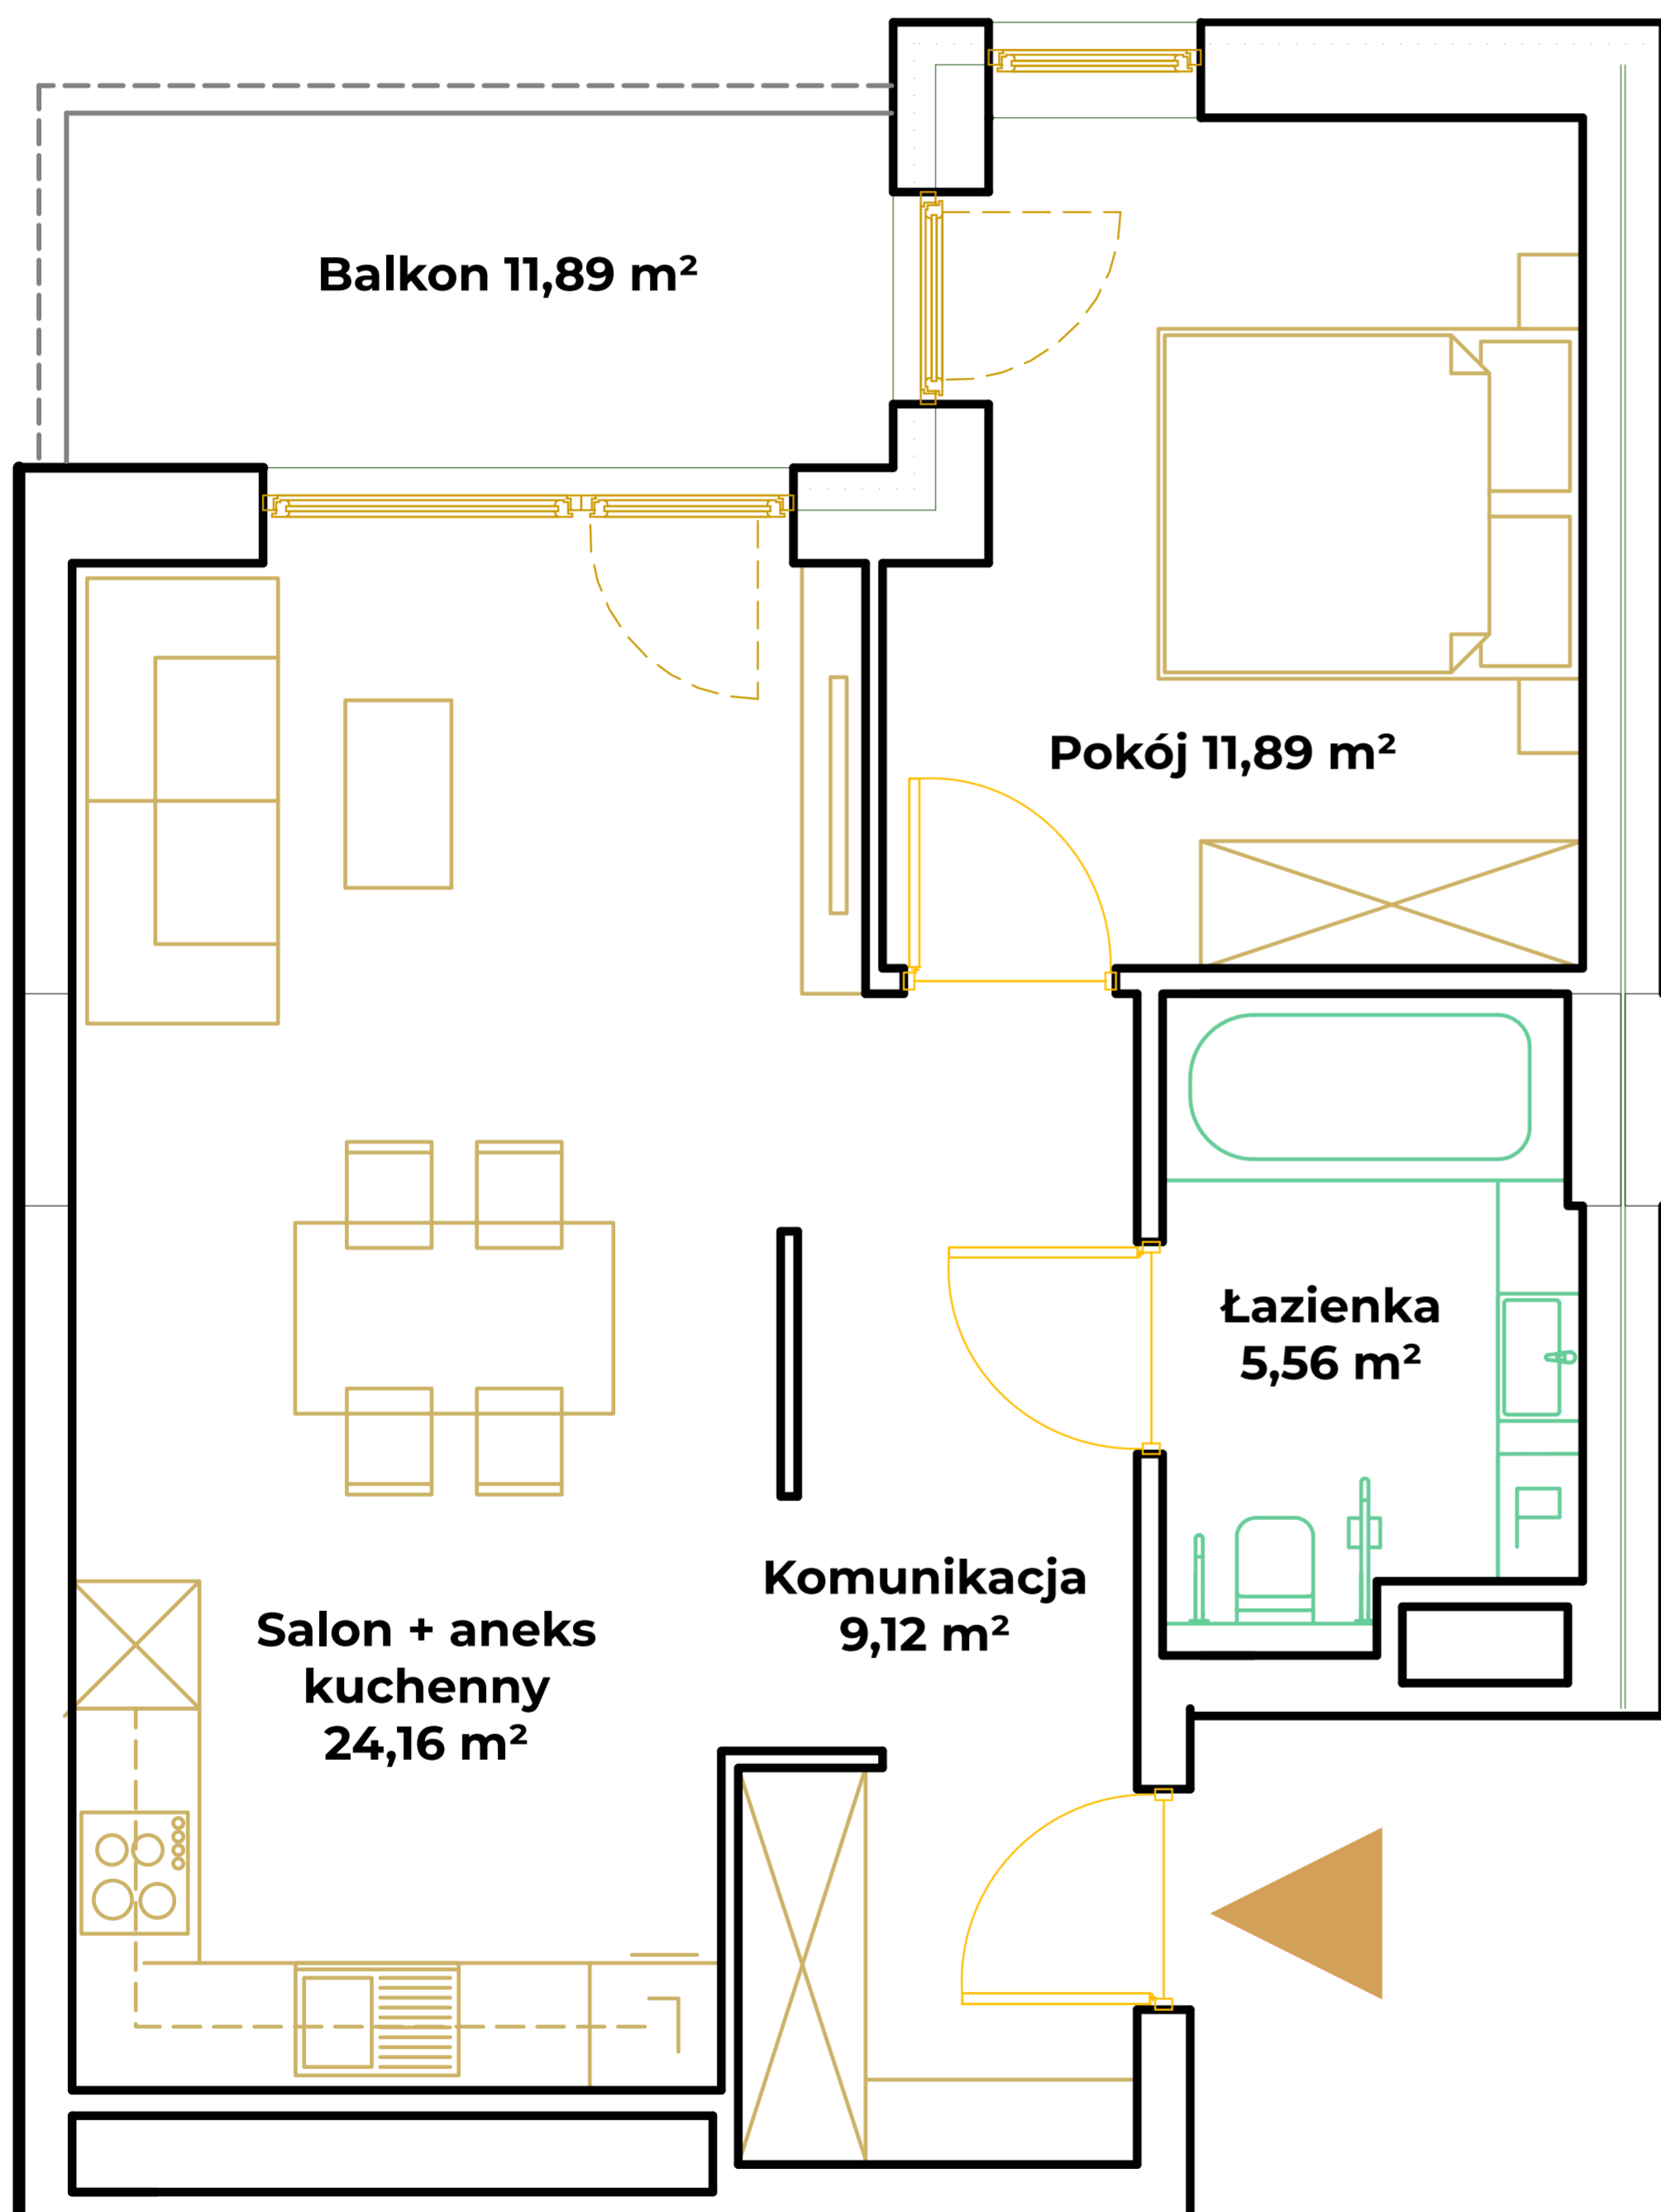 Balkon 11,89 m²
Pokój 11,89 m²
Łazienka
5,56 m²
Komunikacja
9,12 m²
Salon + aneks
kuchenny
24,16 m²